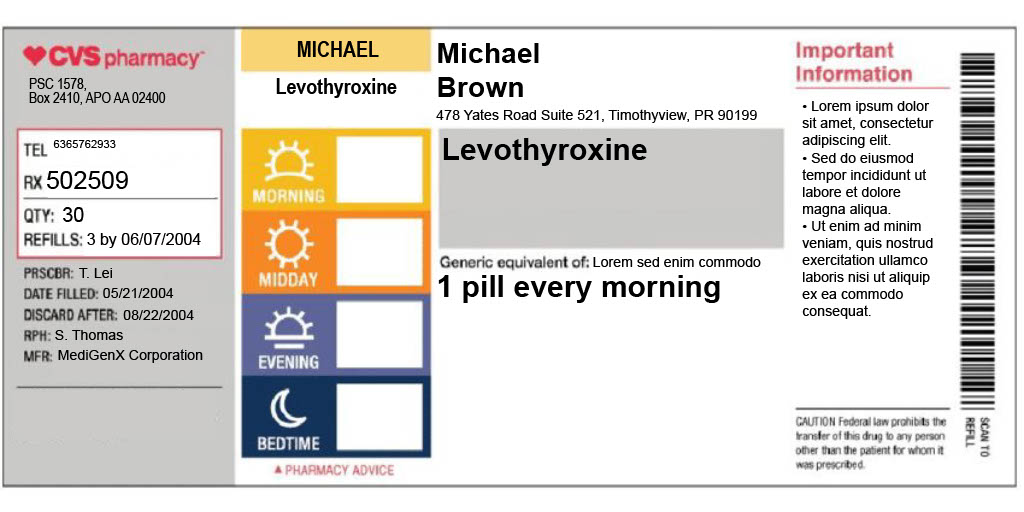 CVS pharmacy
PSC 1578,
Box 2410, APO AA 02400
TEL 6365762933
RX 502509
QTY: 30
REFILLS: 3 by 06/07/2004
PRSCBR: T. Lei
DATE FILLED: 05/21/2004
DISCARD AFTER: 08/22/2004
RPH: S. Thomas
MFR: MediGenX Corporation
MICHAEL
Levothyroxine
MORNING
MIDDAY
EVENING
BEDTIME
▲ PHARMACY ADVICE
Michael
Brown
478 Yates Road Suite 521, Timothyview, PR 90199
Levothyroxine
Generic equivalent of: Lorem sed enim commodo
1 pill every morning
Important
Information
• Lorem ipsum dolor
sit amet, consectetur
adipiscing elit.
• Sed do eiusmod
tempor incididunt ut
labore et dolore
magna aliqua.
• Ut enim ad minim
veniam, quis nostrud
exercitation ullamco
laboris nisi ut aliquip
ex ea commodo
consequat.
CAUTION Federal law prohibits the
transfer of this drug to any person
other than the patient for whom it
was prescribed.
SCAN TO
REFILL